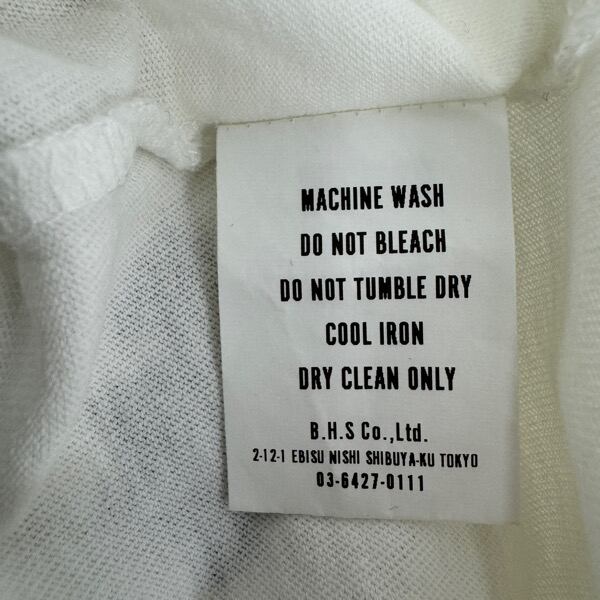 MACHINE WASH
DO NOT BLEACH
DO NOT TUMBLE DRY
COOL IRON
DRY CLEAN ONLY
B.H.S Co.,Ltd.
2-12-1 EBISU NISHI SHIBUYA-KU TOKYO
03-6427-0111